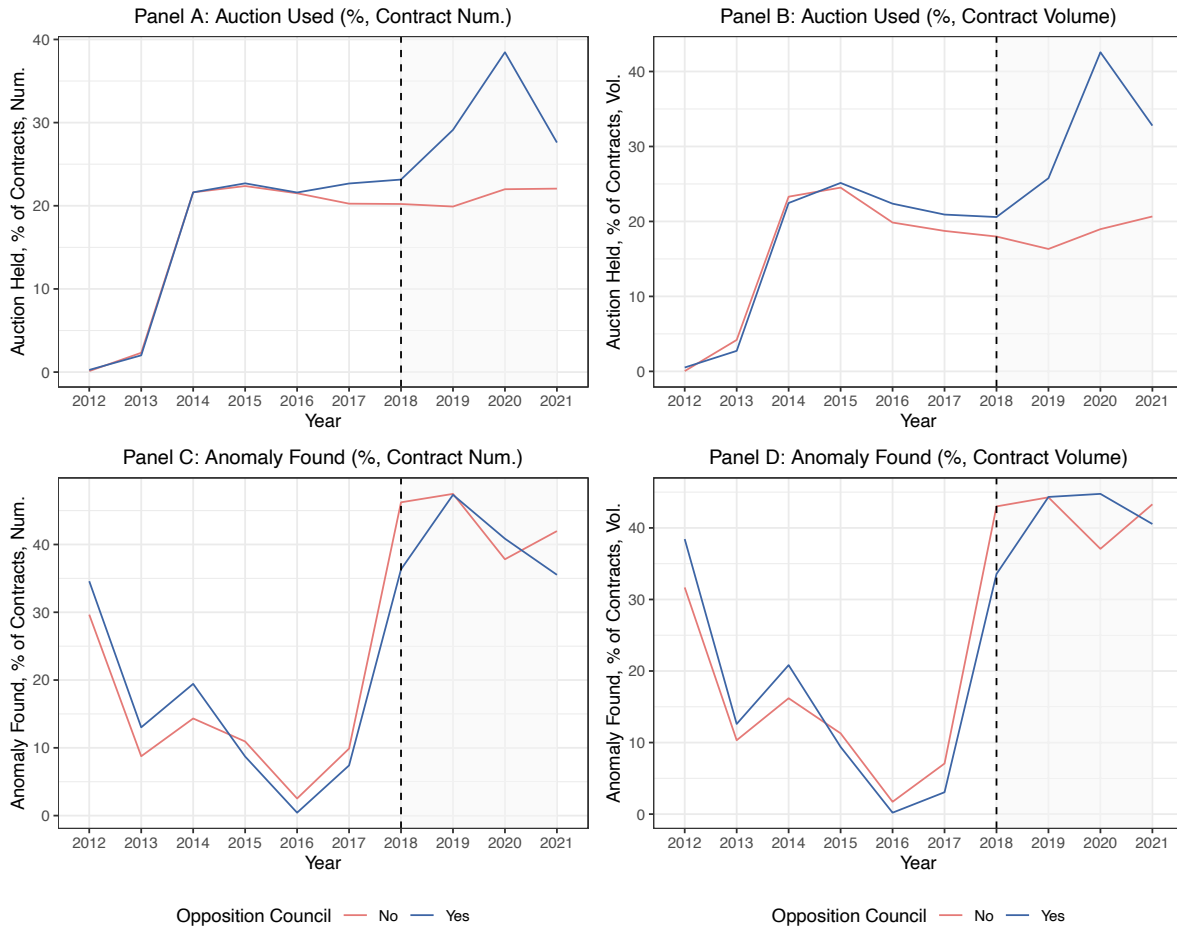 Panel A: Auction Used (%, Contract Num.)
Auction Held, % of Contracts, Num.
40
30
20
10
0
2012 2013 2014 2015 2016 2017 2018 2019 2020 2021
Year
Panel B: Auction Used (%, Contract Volume)
Auction Held, % of Contracts, Vol.
40
30
20
10
0
2012 2013 2014 2015 2016 2017 2018 2019 2020 2021
Year
Panel C: Anomaly Found (%, Contract Num.)
Anomaly Found, % of Contracts, Num.
40
30
20
10
0
2012 2013 2014 2015 2016 2017 2018 2019 2020 2021
Year
Panel D: Anomaly Found (%, Contract Volume)
Anomaly Found, % of Contracts, Vol.
40
30
20
10
0
2012 2013 2014 2015 2016 2017 2018 2019 2020 2021
Year
Opposition Council No Yes
Opposition Council No Yes